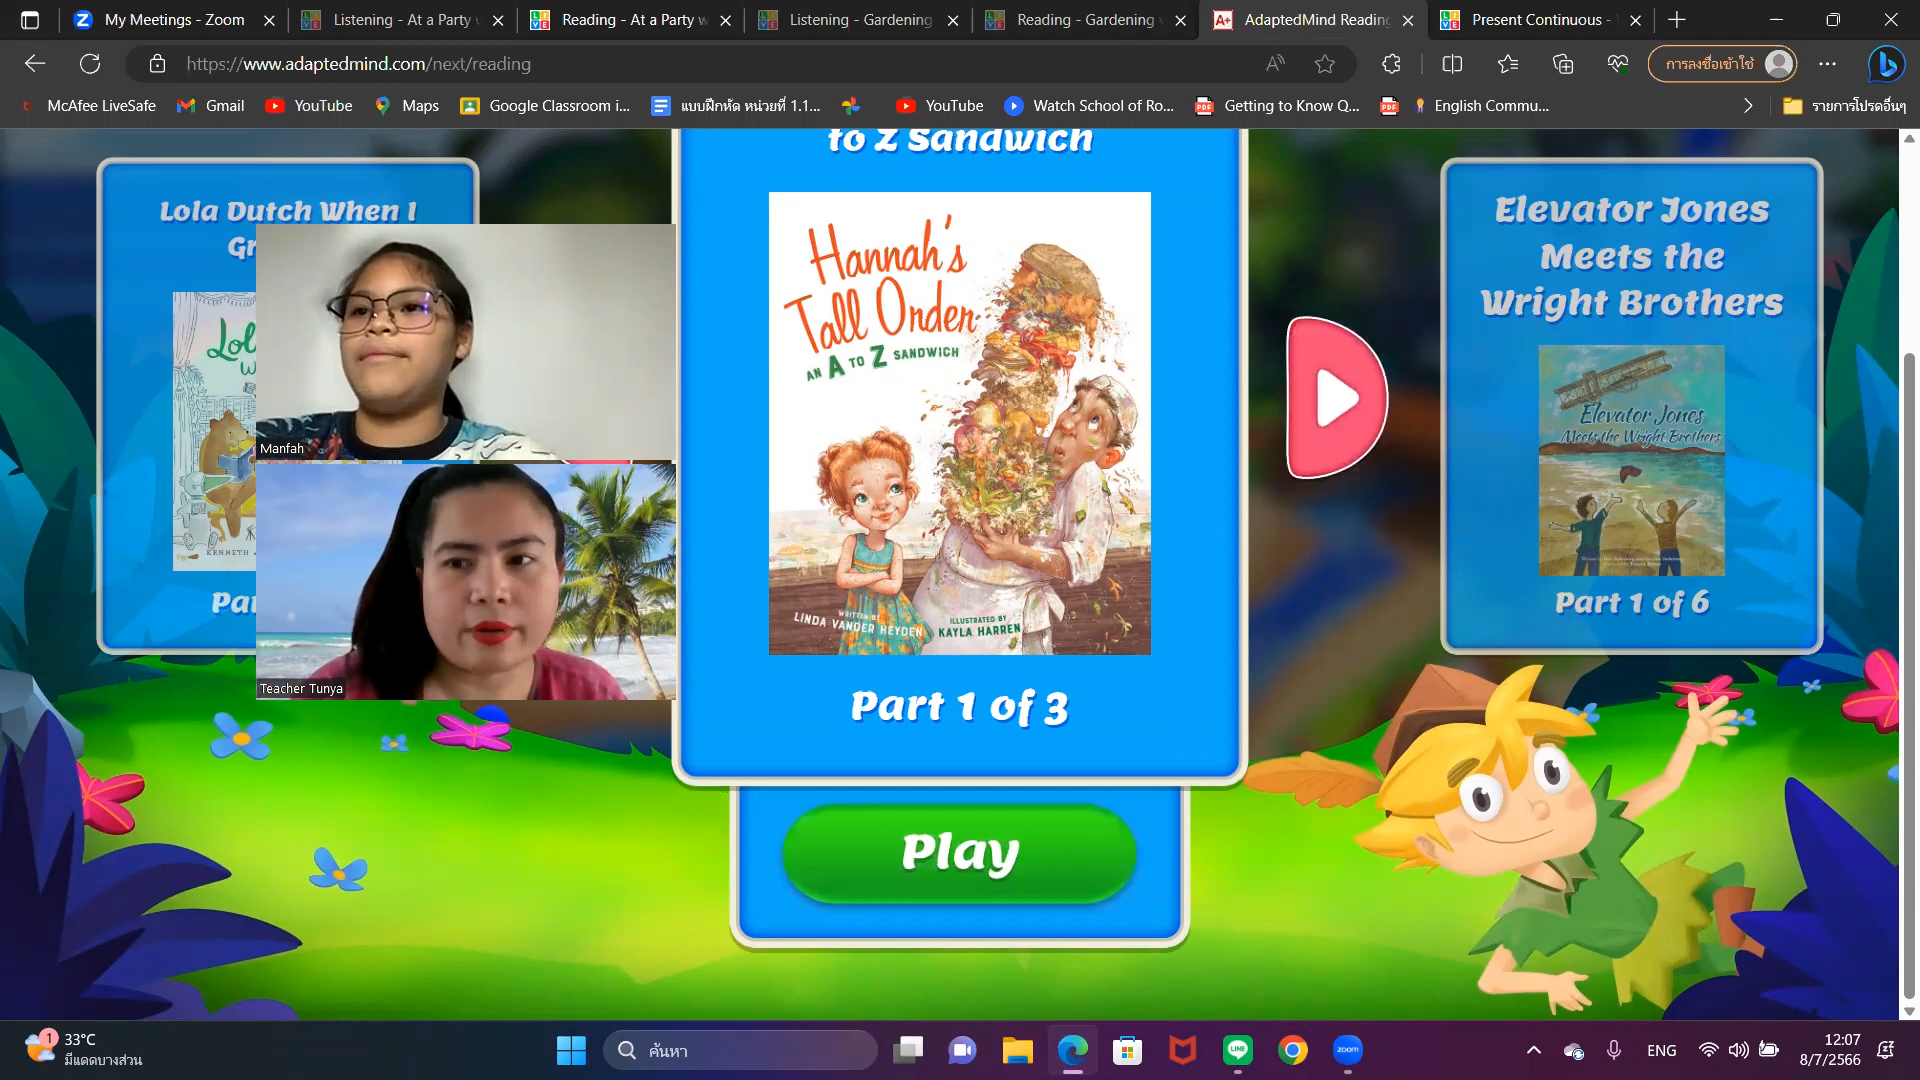 My Meetings - Zoom
Listening - At a Party
Reading - At a Party w
Listening - Gardening
Reading - Gardening
AdaptedMind Reading
Present Continuous -
https://www.adaptedmind.com/next/reading
การลงชื่อเข้าใช้
McAfee LiveSafe
Gmail
YouTube
Maps
Google Classroom i...
แบบฝึกหัด หน่วยที่ 1.1...
YouTube
Watch School of Ro...
Getting to Know Q...
English Commu...
รายการโปรดอื่นๆ
to Z Sandwich
Lola Dutch When I
Gr
Lol
W
KENNETH
Par
Manfah
Teacher Tunya
Hannah's
Tall Order
AN A TO Z SANDWICH
WRITTEN BY
LINDA VANDER HEYDEN
ILLUSTRATED BY
KAYLA HARREN
Part 1 of 3
Play
Elevator Jones
Meets the
Wright Brothers
Elevator Jones
Meets the Wright Brothers
Part 1 of 6
1
33°C
มีแดดบางส่วน
ค้นหา
LINE
zoom
ENG
12:07
8/7/2566